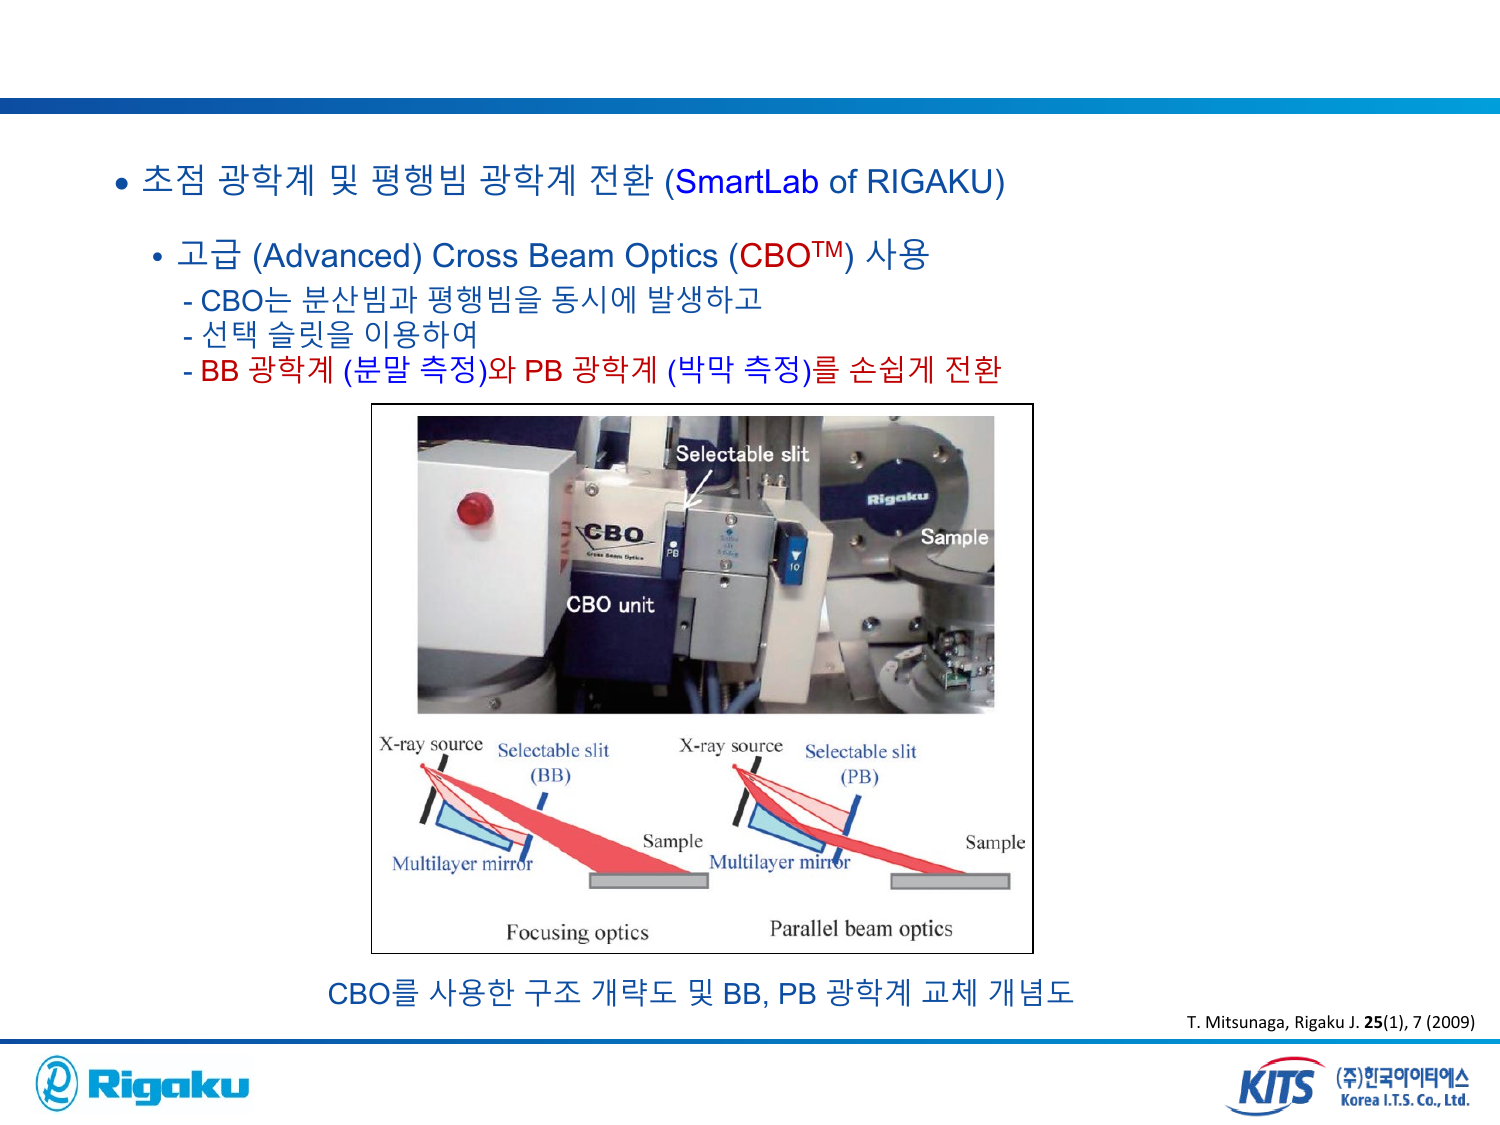 • 초점 광학계 및 평행빔 광학계 전환 (SmartLab of RIGAKU)
• 고급 (Advanced) Cross Beam Optics (CBO™) 사용
- CBO는 분산빔과 평행빔을 동시에 발생하고
- 선택 슬릿을 이용하여
- BB 광학계 (분말 측정)와 PB 광학계 (박막 측정)를 손쉽게 전환
Selectable slit
Rigaku
CBO
Cross Beam Optics
PB
10
Sample
CBO unit
X-ray source
Selectable slit
(BB)
Sample
Multilayer mirror
Focusing optics
X-ray source
Selectable slit
(PB)
Sample
Multilayer mirror
Parallel beam optics
CBO를 사용한 구조 개략도 및 BB, PB 광학계 교체 개념도
T. Mitsunaga, Rigaku J. 25(1), 7 (2009)
Rigaku
KITS
(주)한국아이티에스
Korea I.T.S. Co., Ltd.